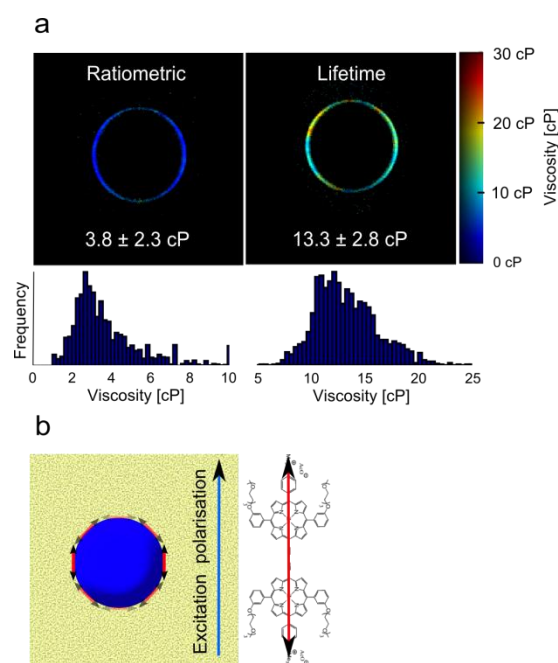 a
Ratiometric
Lifetime
3.8 ± 2.3 cP
13.3 ± 2.8 cP
30 cP
20 cP
10 cP
0 cP
Viscosity [cP]
Frequency
0 2 4 6 8 10
Viscosity [cP]
5 10 15 20 25
Viscosity [cP]
b
Excitation polarisation